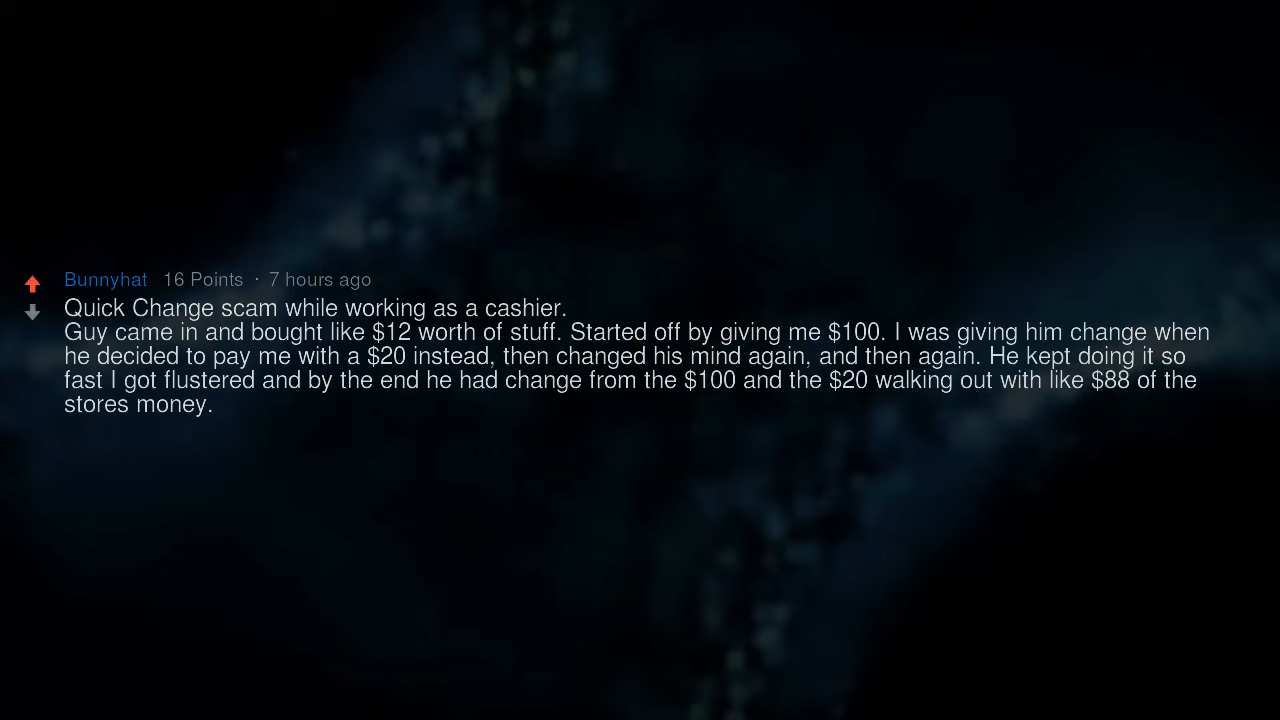 Bunnyhat 16 Points · 7 hours ago
Quick Change scam while working as a cashier.
Guy came in and bought like $12 worth of stuff. Started off by giving me $100. I was giving him change when
he decided to pay me with a $20 instead, then changed his mind again, and then again. He kept doing it so
fast I got flustered and by the end he had change from the $100 and the $20 walking out with like $88 of the
stores money.